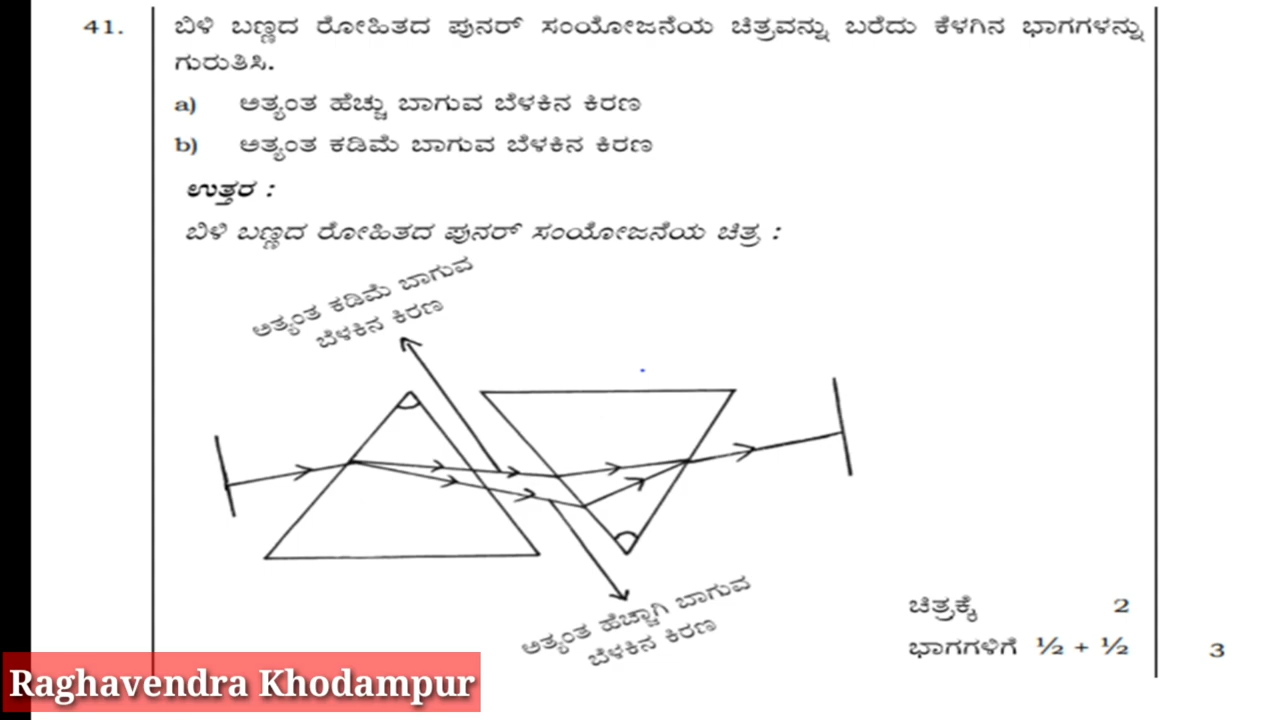 41. ಬಿಳಿ ಬಣ್ಣದ ರೋಹಿತದ ಪುನರ್ ಸಂಯೋಜನೆಯ ಚಿತ್ರವನ್ನು ಬರೆದು ಕೆಳಗಿನ ಭಾಗಗಳನ್ನು
ಗುರುತಿಸಿ.
a) ಅತ್ಯಂತ ಹೆಚ್ಚು ಬಾಗುವ ಬೆಳಕಿನ ಕಿರಣ
b) ಅತ್ಯಂತ ಕಡಿಮೆ ಬಾಗುವ ಬೆಳಕಿನ ಕಿರಣ
ಉತ್ತರ :
ಬಿಳಿ ಬಣ್ಣದ ರೋಹಿತದ ಪುನರ್ ಸಂಯೋಜನೆಯ ಚಿತ್ರ :
ಅತ್ಯಂತ ಕಡಿಮೆ ಬಾಗುವ
ಬೆಳಕಿನ ಕಿರಣ
ಅತ್ಯಂತ ಹೆಚ್ಚಾಗಿ ಬಾಗುವ
ಬೆಳಕಿನ ಕಿರಣ
ಚಿತ್ರಕ್ಕೆ 2
ಭಾಗಗಳಿಗೆ ½ + ½ 3
Raghavendra Khodampur